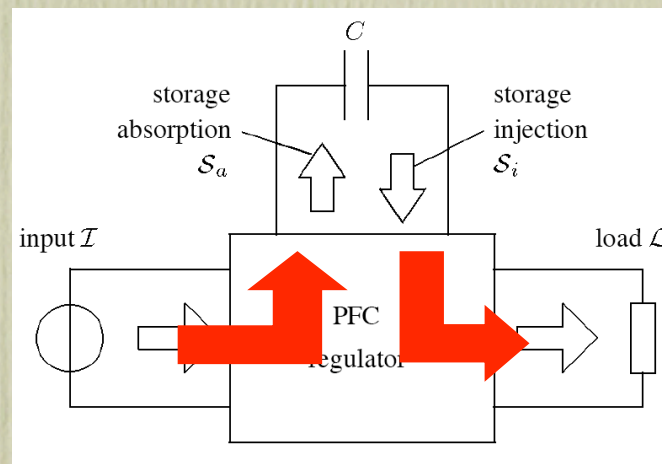 C
storage
absorption
𝒮a
storage
injection
𝒮i
input ℐ
load ℒ
PFC
regulator